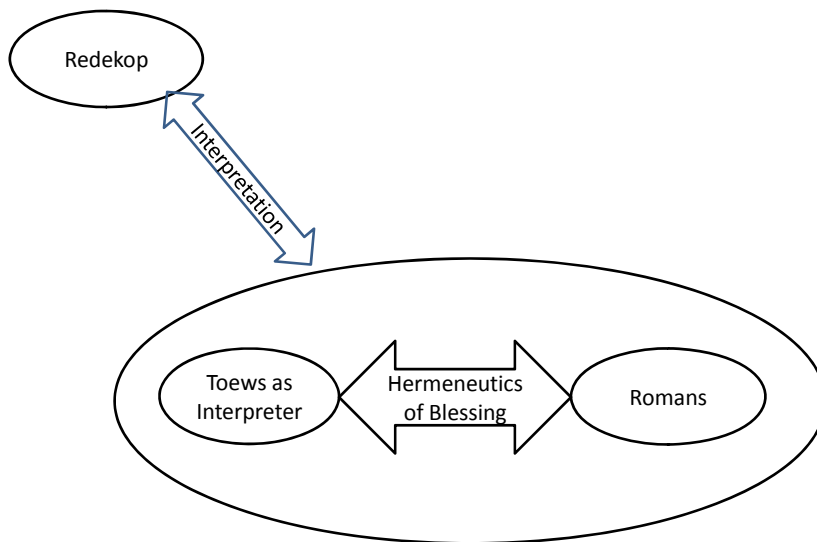 Redekop
Interpretation
Toews as
Interpreter
Hermeneutics
of Blessing
Romans